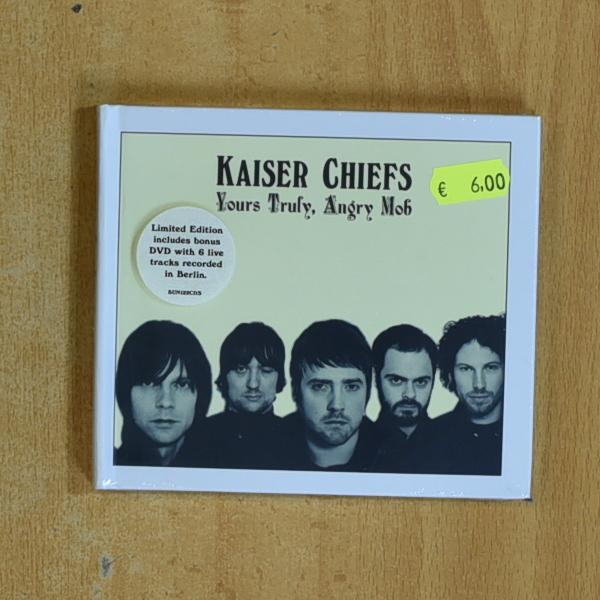 KAISER CHIEFS
Yours Truly, Angry Mob
€ 6,00
Limited Edition
includes bonus
DVD with 6 live
tracks recorded
in Berlin.